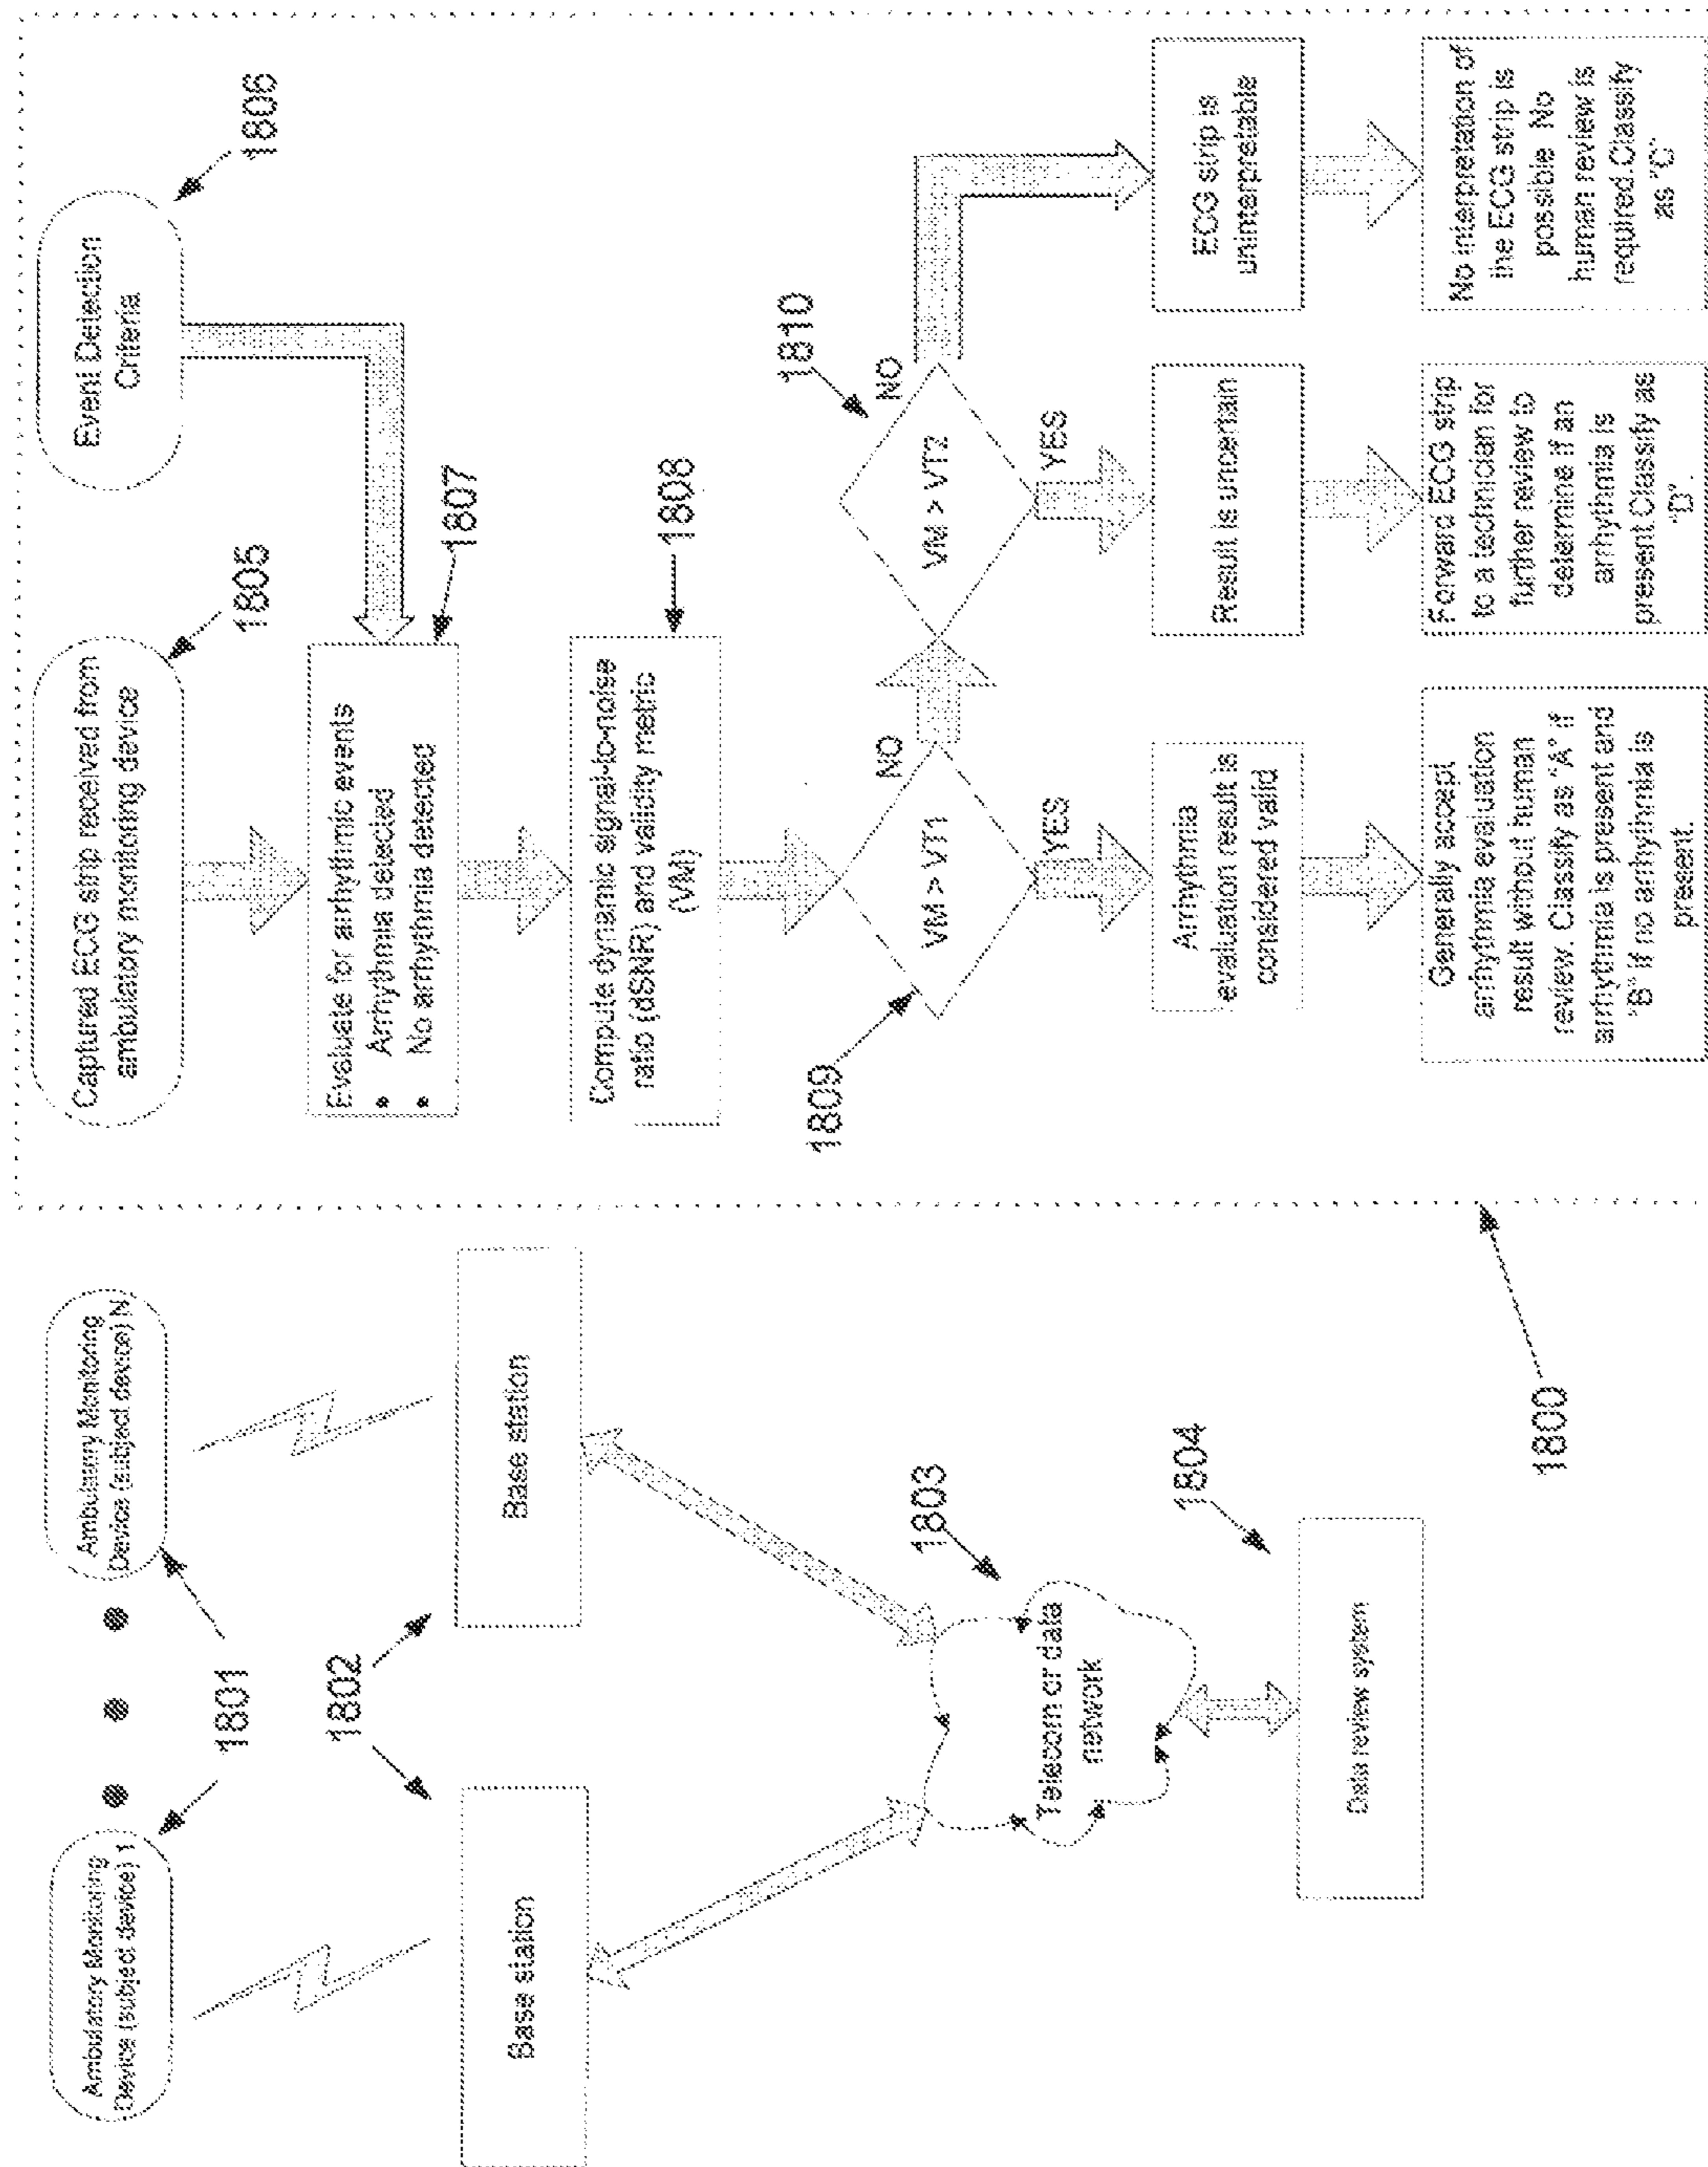 Ambulatory Monitoring
Device (subject device) 1
Ambulatory Monitoring
Device (subject device) N
1801
1802
Base station
Base station
1803
Telecom or data
network
1804
Data review system
1800
Captured ECG strip received from
ambulatory monitoring device
1805
Event Detection
Criteria
1806
Evaluate for arrhythmic events
• Arrhythmia detected
• No arrhythmia detected
1807
Compute dynamic signal-to-noise
ratio (dSNR) and validity metric
(VM)
1808
1809
VM > VT1
NO
YES
1810
VM > VT2
NO
YES
Arrhythmia
evaluation result is
considered valid
Result is uncertain
ECG strip is
uninterpretable
Generally accept
arrhythmia evaluation
result without human
review. Classify as "A" if
arrhythmia is present and
"B" if no arrhythmia is
present.
Forward ECG strip
to a technician for
further review to
determine if an
arrhythmia is
present Classify as
"D".
No interpretation of
the ECG strip is
possible No
human review is
required.Classify
as "C"